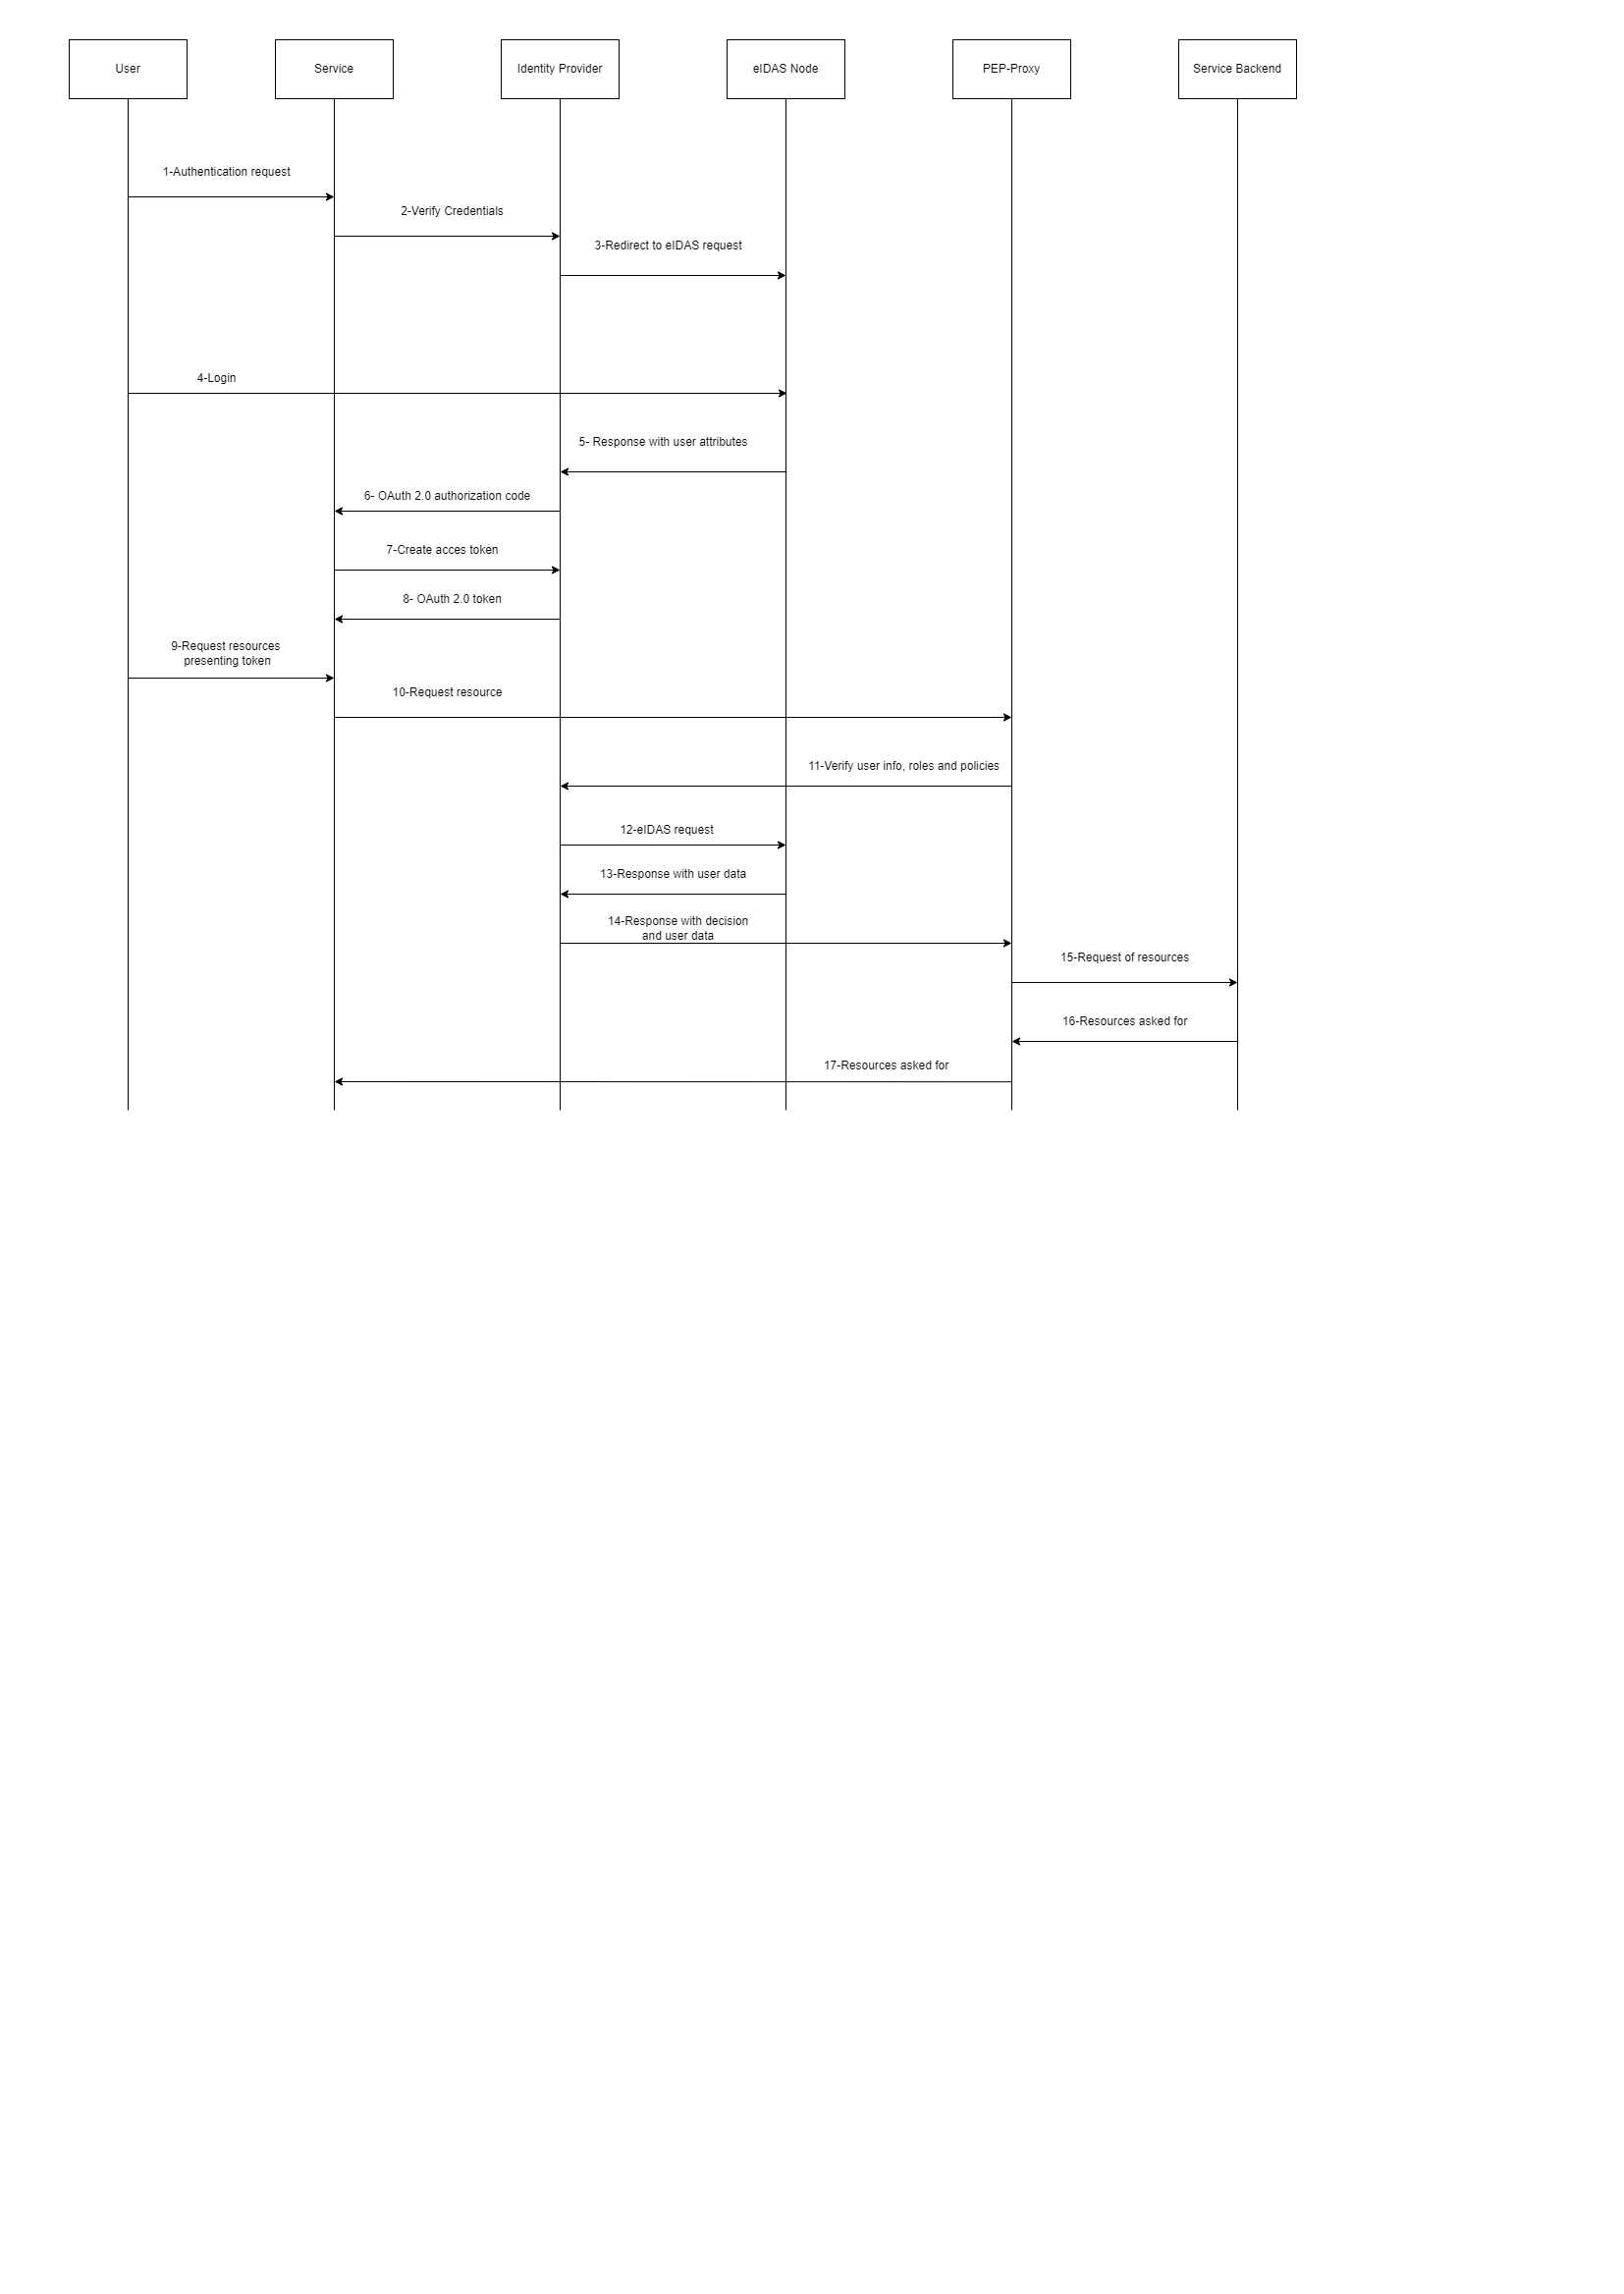 User
Service
Identity Provider
eIDAS Node
PEP-Proxy
Service Backend
1-Authentication request
2-Verify Credentials
3-Redirect to eIDAS request
4-Login
5- Response with user attributes
6- OAuth 2.0 authorization code
7-Create acces token
8- OAuth 2.0 token
9-Request resources
presenting token
10-Request resource
11-Verify user info, roles and policies
12-eIDAS request
13-Response with user data
14-Response with decision
and user data
15-Request of resources
16-Resources asked for
17-Resources asked for